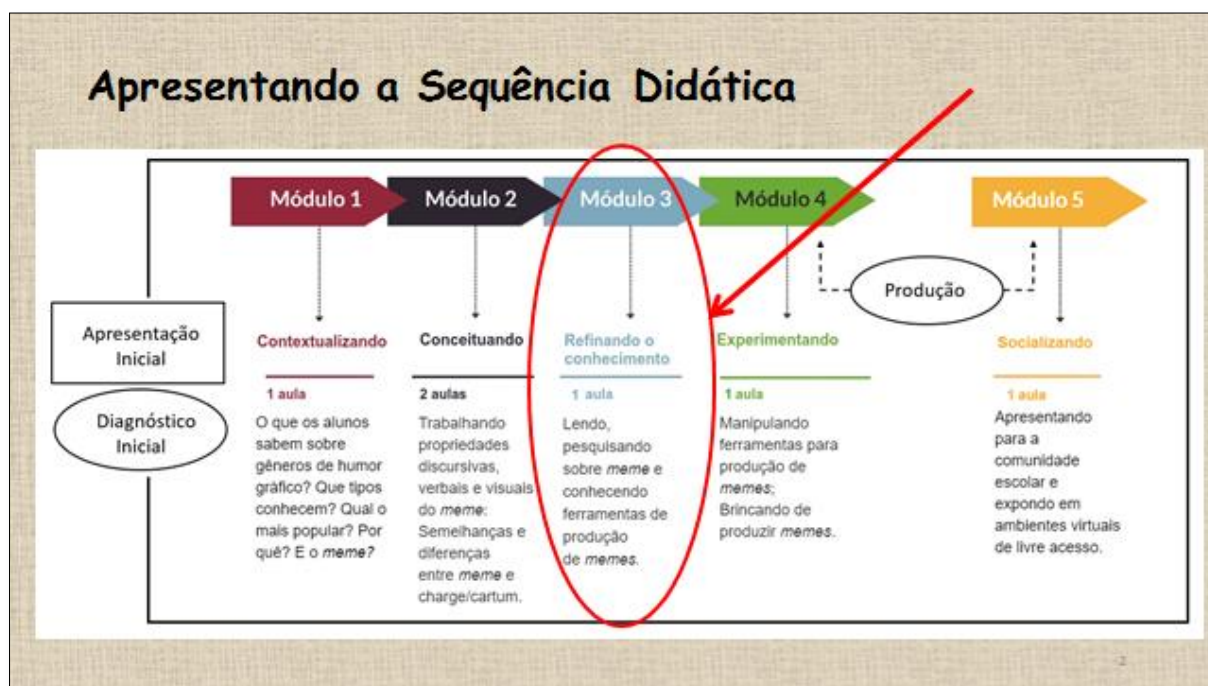 Apresentando a Sequência Didática
Apresentação
Inicial
Diagnóstico
Inicial
Módulo 1
Contextualizando
1 aula
O que os alunos
sabem sobre
gêneros de humor
gráfico? Que tipos
conhecem? Qual o
mais popular? Por
quê? E o meme?
Módulo 2
Conceituando
2 aulas
Trabalhando
propriedades
discursivas,
verbais e visuais
do meme:
Semelhanças e
diferenças
entre meme e
charge/cartum.
Módulo 3
Refinando o
conhecimento
1 aula
Lendo,
pesquisando
sobre meme e
conhecendo
ferramentas de
produção
de memes.
Módulo 4
Experimentando
1 aula
Manipulando
ferramentas para
produção de
memes;
Brincando de
produzir memes.
Produção
Módulo 5
Socializando
1 aula
Apresentando
para a
comunidade
escolar e
expondo em
ambientes virtuais
de livre acesso.
2